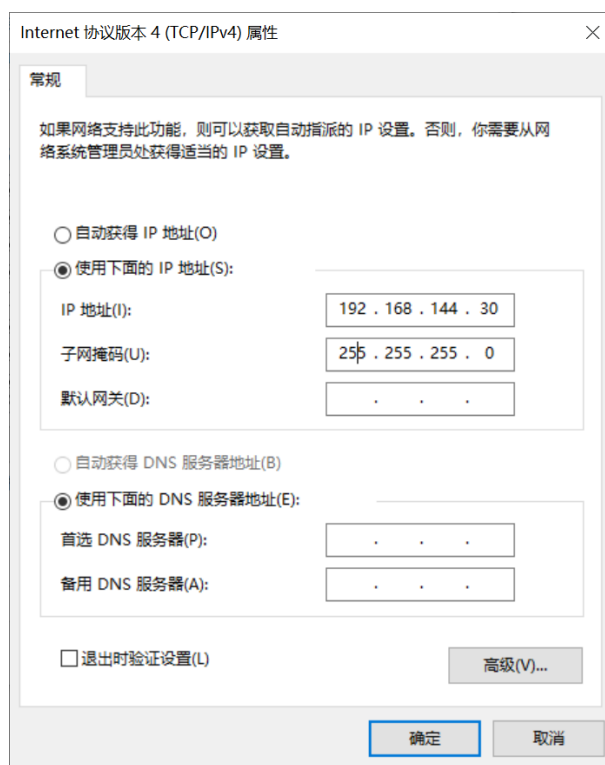 Internet 协议版本 4 (TCP/IPv4) 属性
常规
如果网络支持此功能，则可以获取自动指派的 IP 设置。否则，你需要从网
络系统管理员处获得适当的 IP 设置。
自动获得 IP 地址(O)
使用下面的 IP 地址(S):
IP 地址(I): 192 . 168 . 144 . 30
子网掩码(U): 255 . 255 . 255 . 0
默认网关(D): . . .
自动获得 DNS 服务器地址(B)
使用下面的 DNS 服务器地址(E):
首选 DNS 服务器(P): . . .
备用 DNS 服务器(A): . . .
退出时验证设置(L)
高级(V)...
确定 取消